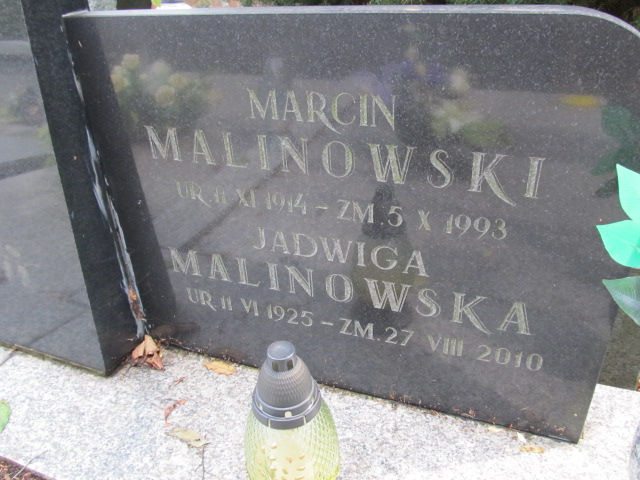 MARCIN
MALINOWSKI
UR. 11 XI 1914 - ZM. 5 X 1993
JADWIGA
MALINOWSKA
UR. 11 VI 1925 - ZM. 27 VIII 2010